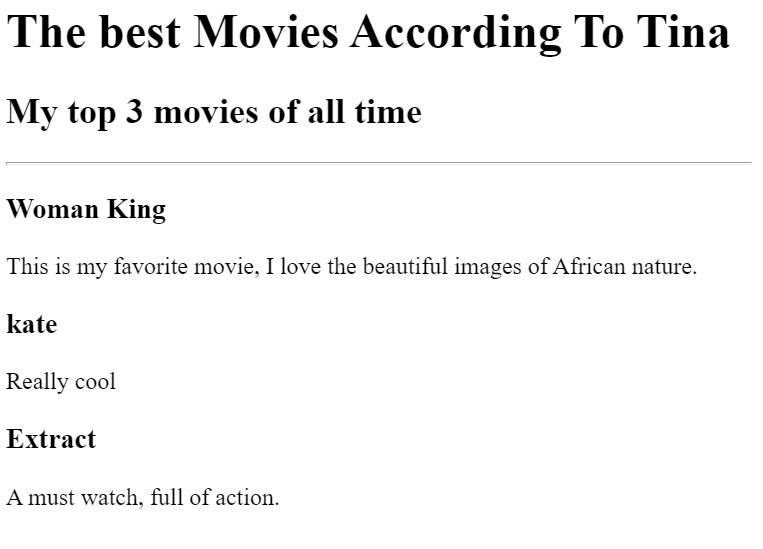 The best Movies According To Tina
My top 3 movies of all time
Woman King
This is my favorite movie, I love the beautiful images of African nature.
kate
Really cool
Extract
A must watch, full of action.